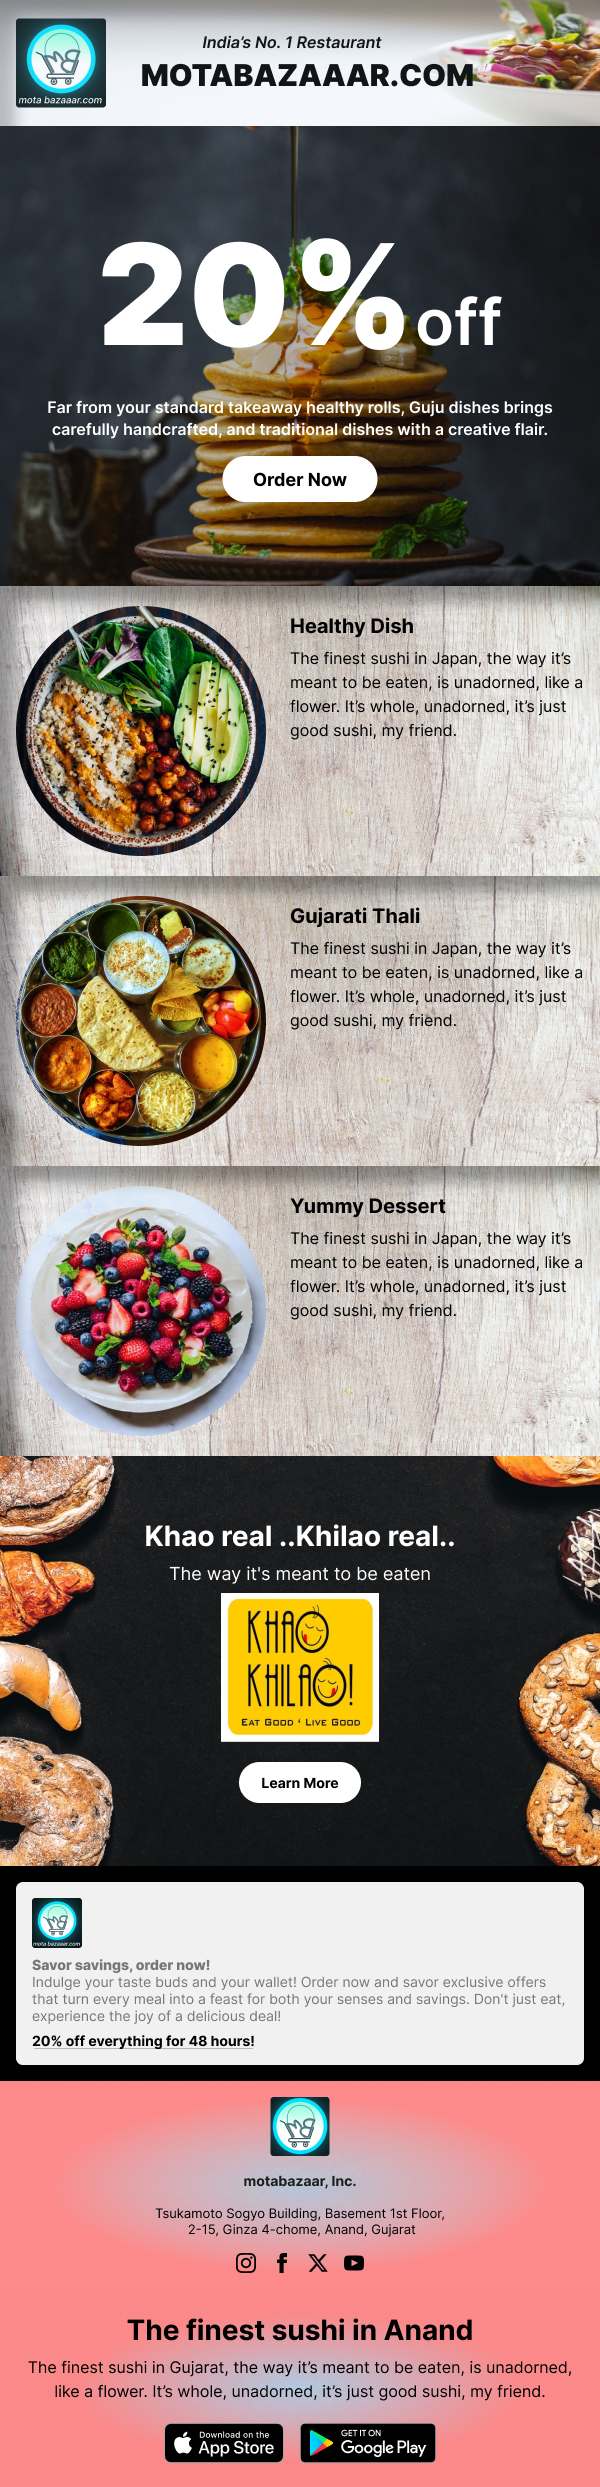 mota bazaaar.com
India’s No. 1 Restaurant
MOTABAZAAAR.COM
20% off
Far from your standard takeaway healthy rolls, Guju dishes brings
carefully handcrafted, and traditional dishes with a creative flair.
Order Now
Healthy Dish
The finest sushi in Japan, the way it’s
meant to be eaten, is unadorned, like a
flower. It’s whole, unadorned, it’s just
good sushi, my friend.
Gujarati Thali
The finest sushi in Japan, the way it’s
meant to be eaten, is unadorned, like a
flower. It’s whole, unadorned, it’s just
good sushi, my friend.
Yummy Dessert
The finest sushi in Japan, the way it’s
meant to be eaten, is unadorned, like a
flower. It’s whole, unadorned, it’s just
good sushi, my friend.
Khao real ..Khilao real..
The way it's meant to be eaten
KHAO
KHILAO!
EAT GOOD • LIVE GOOD
Learn More
mota bazaaar.com
Savor savings, order now!
Indulge your taste buds and your wallet! Order now and savor exclusive offers
that turn every meal into a feast for both your senses and savings. Don't just eat,
experience the joy of a delicious deal!
20% off everything for 48 hours!
motabazaar, Inc.
Tsukamoto Sogyo Building, Basement 1st Floor,
2-15, Ginza 4-chome, Anand, Gujarat
The finest sushi in Anand
The finest sushi in Gujarat, the way it’s meant to be eaten, is unadorned,
like a flower. It’s whole, unadorned, it’s just good sushi, my friend.
Download on the
App Store
GET IT ON
Google Play